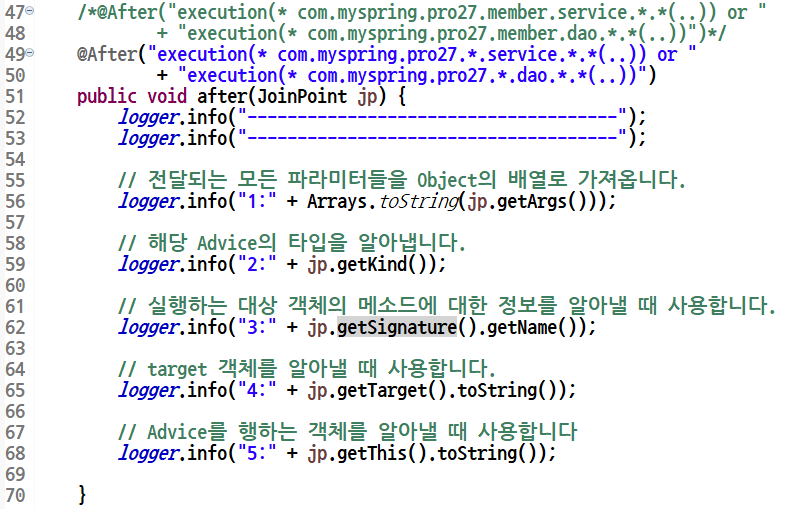 47 /*@After("execution(* com.myspring.pro27.member.service.*.*(..)) or "
48 + "execution(* com.myspring.pro27.member.dao.*.*(..))")*/
49 @After("execution(* com.myspring.pro27.*.service.*.*(..)) or "
50 + "execution(* com.myspring.pro27.*.dao.*.*(..))")
51 public void after(JoinPoint jp) {
52 logger.info("-------------------------------------");
53 logger.info("-------------------------------------");
54
55 // 전달되는 모든 파라미터들을 Object의 배열로 가져옵니다.
56 logger.info("1:" + Arrays.toString(jp.getArgs()));
57
58 // 해당 Advice의 타입을 알아냅니다.
59 logger.info("2:" + jp.getKind());
60
61 // 실행하는 대상 객체의 메소드에 대한 정보를 알아낼 때 사용합니다.
62 logger.info("3:" + jp.getSignature().getName());
63
64 // target 객체를 알아낼 때 사용합니다.
65 logger.info("4:" + jp.getTarget().toString());
66
67 // Advice를 행하는 객체를 알아낼 때 사용합니다
68 logger.info("5:" + jp.getThis().toString());
69
70 }